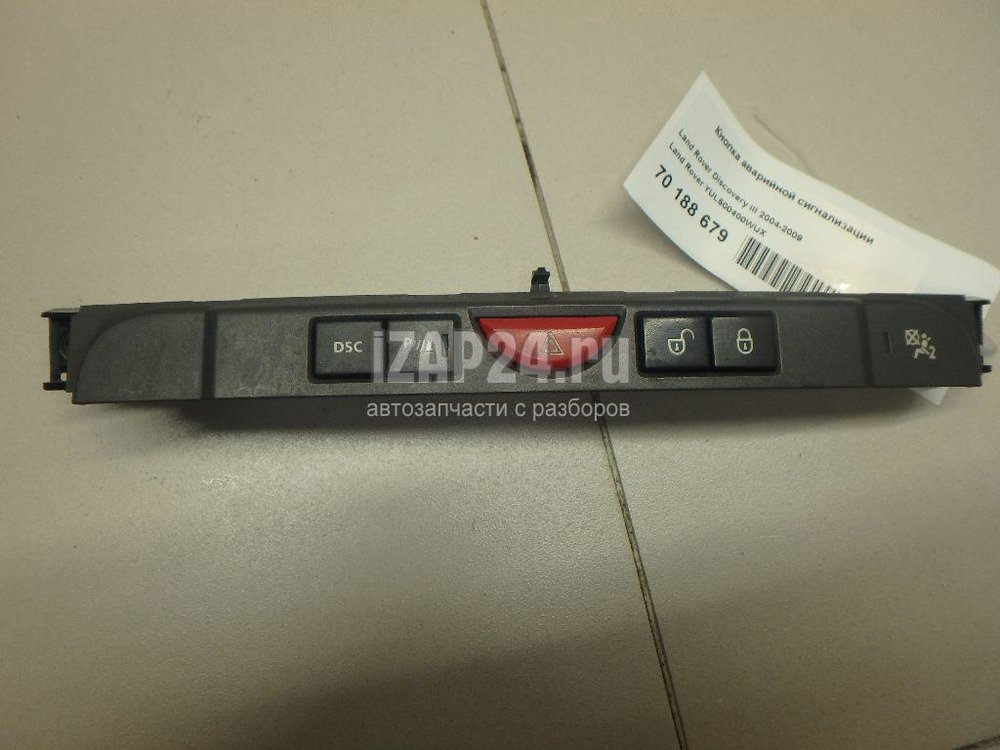 Кнопка аварийной сигнализации
Land Rover Discovery III 2004-2009
Land Rover YUL500400WUX
70 188 679
DSC
P
iZAP24.ru
автозапчасти с разборов
2